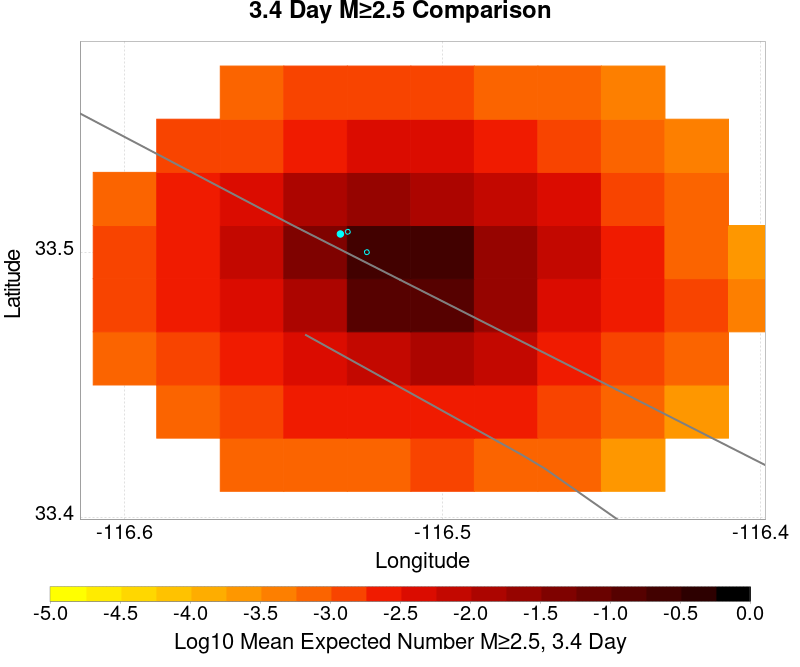 3.4 Day M≥2.5 Comparison
Latitude
33.5
33.4
-116.6 -116.5 -116.4
Longitude
-5.0 -4.5 -4.0 -3.5 -3.0 -2.5 -2.0 -1.5 -1.0 -0.5 0.0
Log10 Mean Expected Number M≥2.5, 3.4 Day